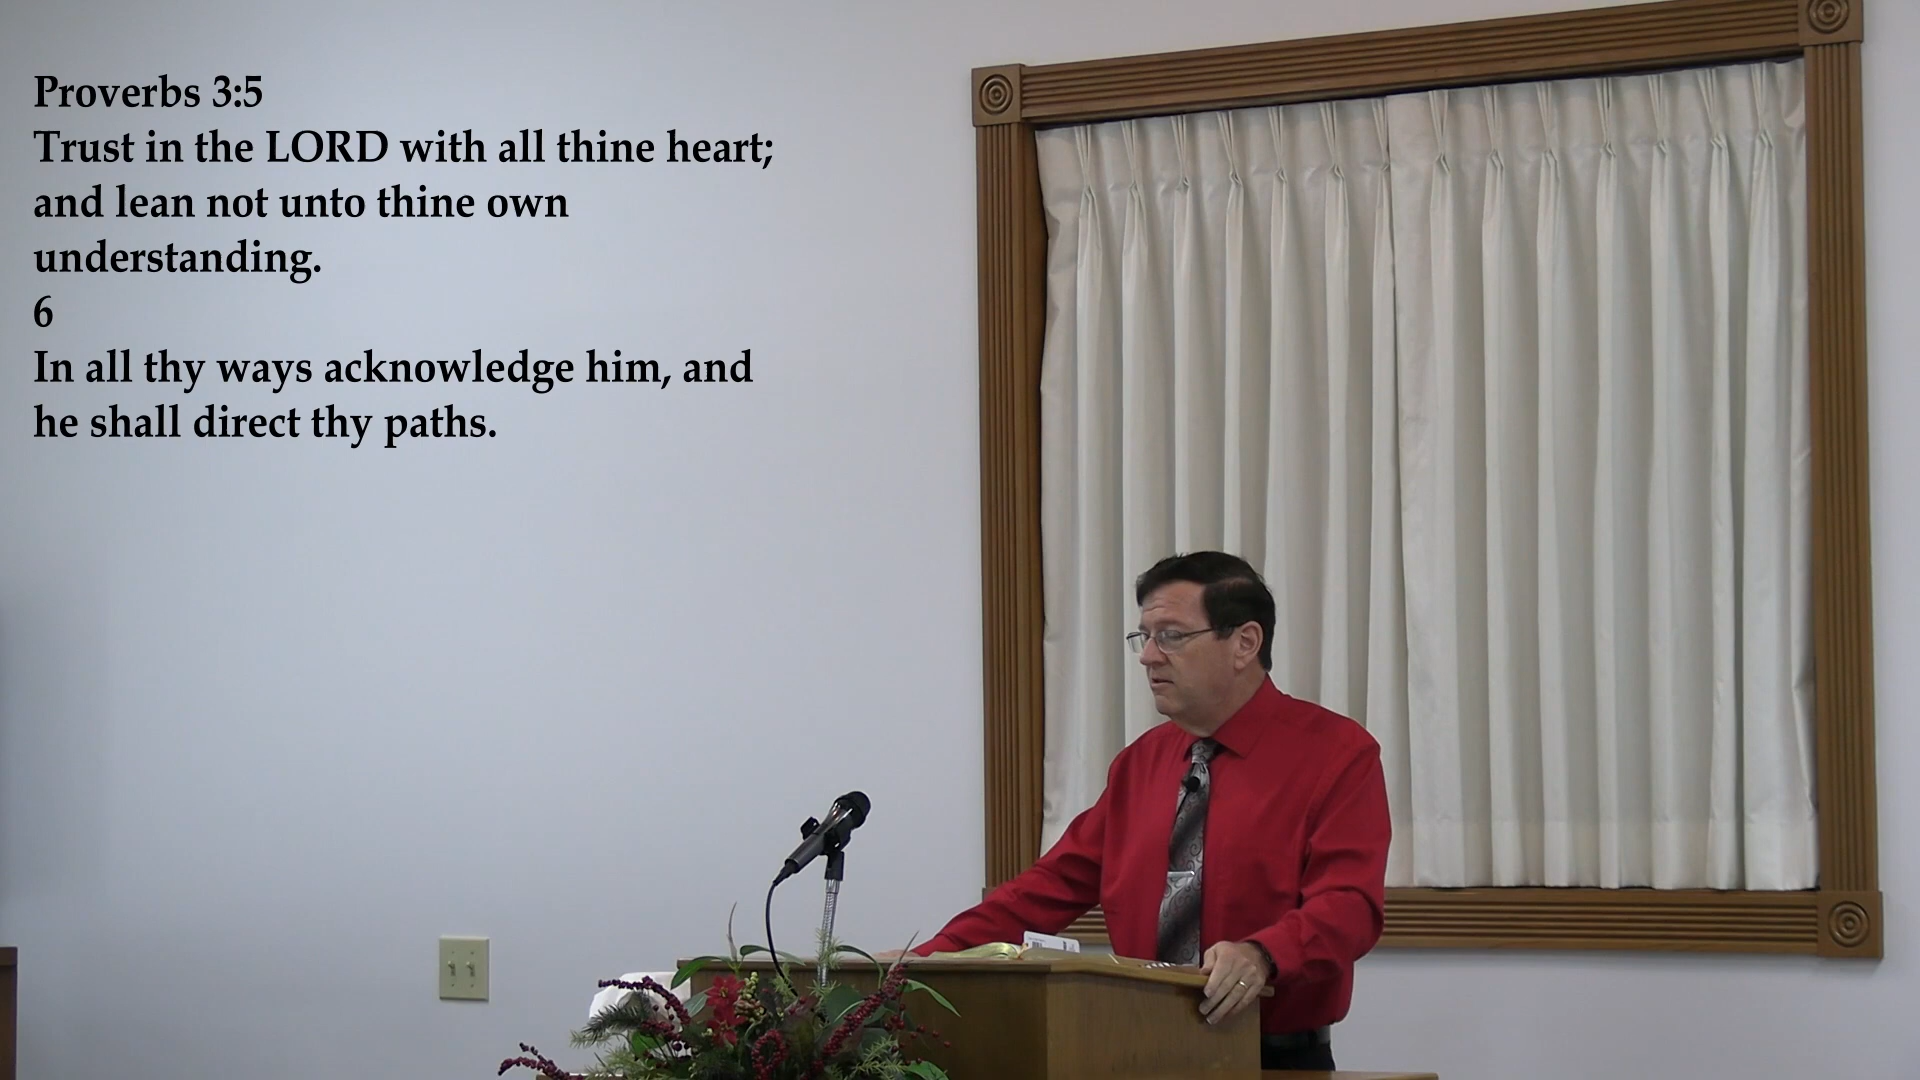 Proverbs 3:5
Trust in the LORD with all thine heart;
and lean not unto thine own
understanding.
6
In all thy ways acknowledge him, and
he shall direct thy paths.